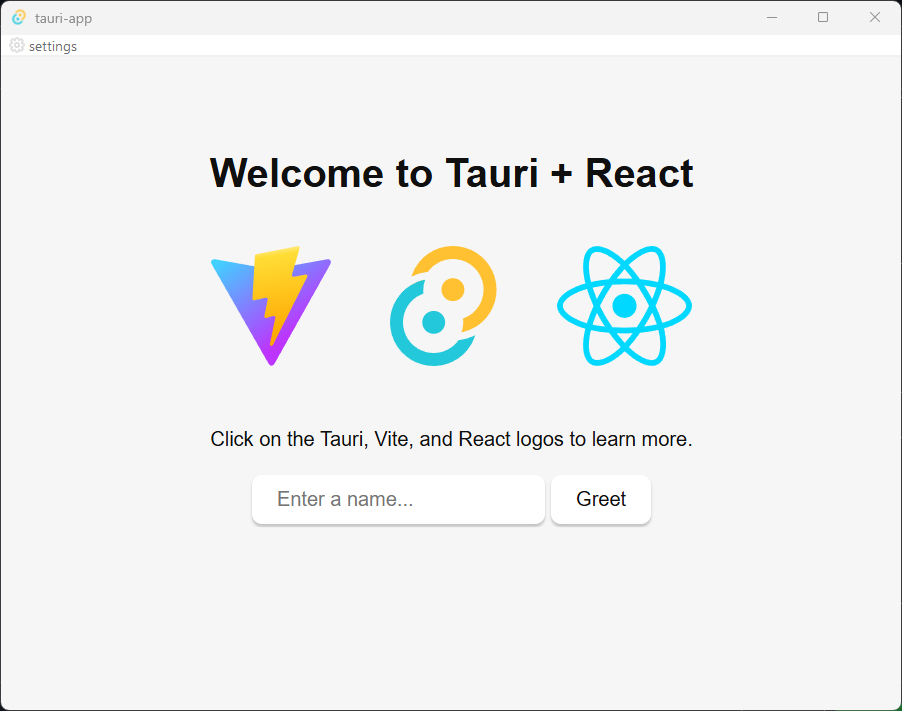 tauri-app
settings
Welcome to Tauri + React
Click on the Tauri, Vite, and React logos to learn more.
Enter a name...
Greet